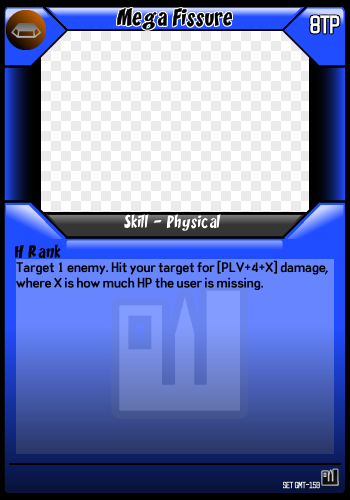 Mega Fissure
8TP
Skill - Physical
H Rank
Target 1 enemy. Hit your target for [PLV+4+X] damage,
where X is how much HP the user is missing.
SET GMT-159